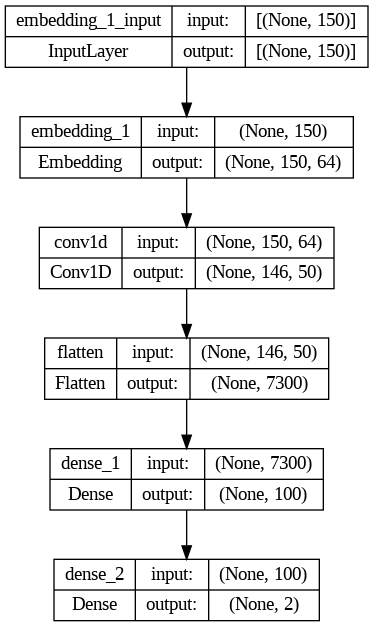 embedding_1_input input: [(None, 150)]
InputLayer output: [(None, 150)]
embedding_1 input: (None, 150)
Embedding output: (None, 150, 64)
conv1d input: (None, 150, 64)
Conv1D output: (None, 146, 50)
flatten input: (None, 146, 50)
Flatten output: (None, 7300)
dense_1 input: (None, 7300)
Dense output: (None, 100)
dense_2 input: (None, 100)
Dense output: (None, 2)